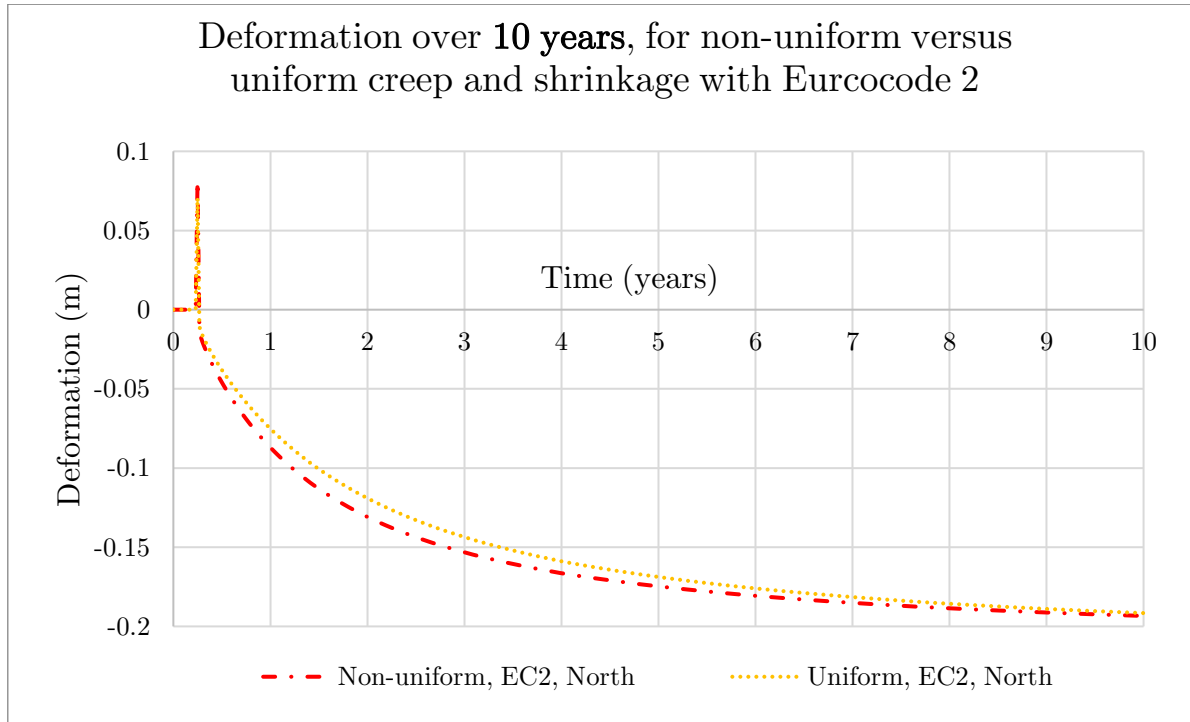 Deformation over 10 years, for non-uniform versus
uniform creep and shrinkage with Eurcocode 2
0.1
0.05
0
-0.05
-0.1
-0.15
-0.2
Deformation (m)
Time (years)
0 1 2 3 4 5 6 7 8 9 10
Non-uniform, EC2, North
Uniform, EC2, North